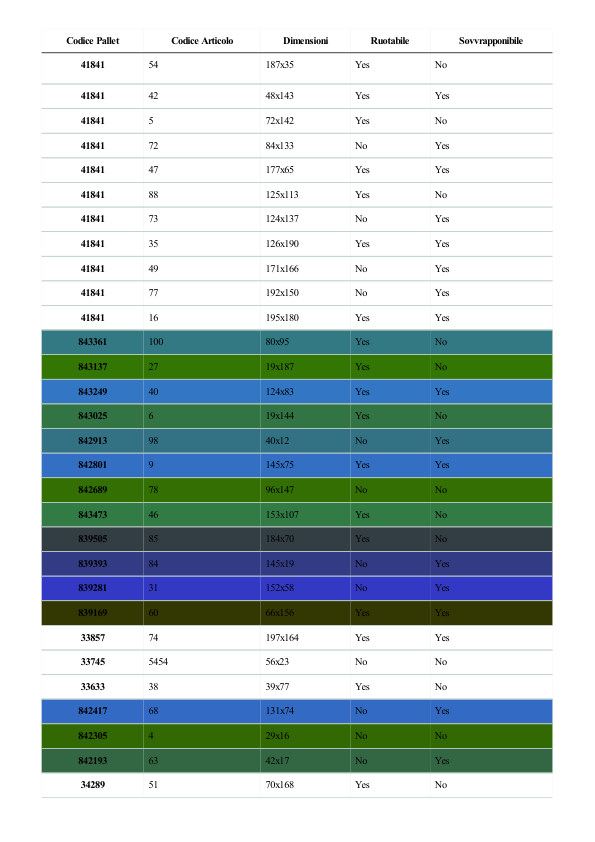 Codice Pallet Codice Articolo Dimensioni Ruotabile Sovvrapponibile
41841 54 187x35 Yes No
41841 42 48x143 Yes Yes
41841 5 72x142 Yes No
41841 72 84x133 No Yes
41841 47 177x65 Yes Yes
41841 88 125x113 Yes No
41841 73 124x137 No Yes
41841 35 126x190 Yes Yes
41841 49 171x166 No Yes
41841 77 192x150 No Yes
41841 16 195x180 Yes Yes
843361 100 80x95 Yes No
843137 27 19x187 Yes No
843249 40 124x83 Yes Yes
843025 6 19x144 Yes No
842913 98 40x12 No Yes
842801 9 145x75 Yes Yes
842689 78 96x147 No No
843473 46 153x107 Yes No
839505 85 184x70 Yes No
839393 84 145x19 No Yes
839281 31 152x58 No Yes
839169 60 66x156 Yes Yes
33857 74 197x164 Yes Yes
33745 5454 56x23 No No
33633 38 39x77 Yes No
842417 68 131x74 No Yes
842305 4 29x16 No No
842193 63 42x17 No Yes
34289 51 70x168 Yes No